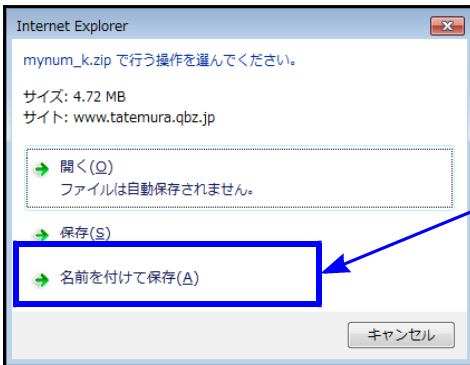 Internet Explorer
mynum_k.zip で行う操作を選んでください。
サイズ: 4.72 MB
サイト: www.tatemura.qbz.jp
開く(O)
ファイルは自動保存されません。
保存(S)
名前を付けて保存(A)
キャンセル